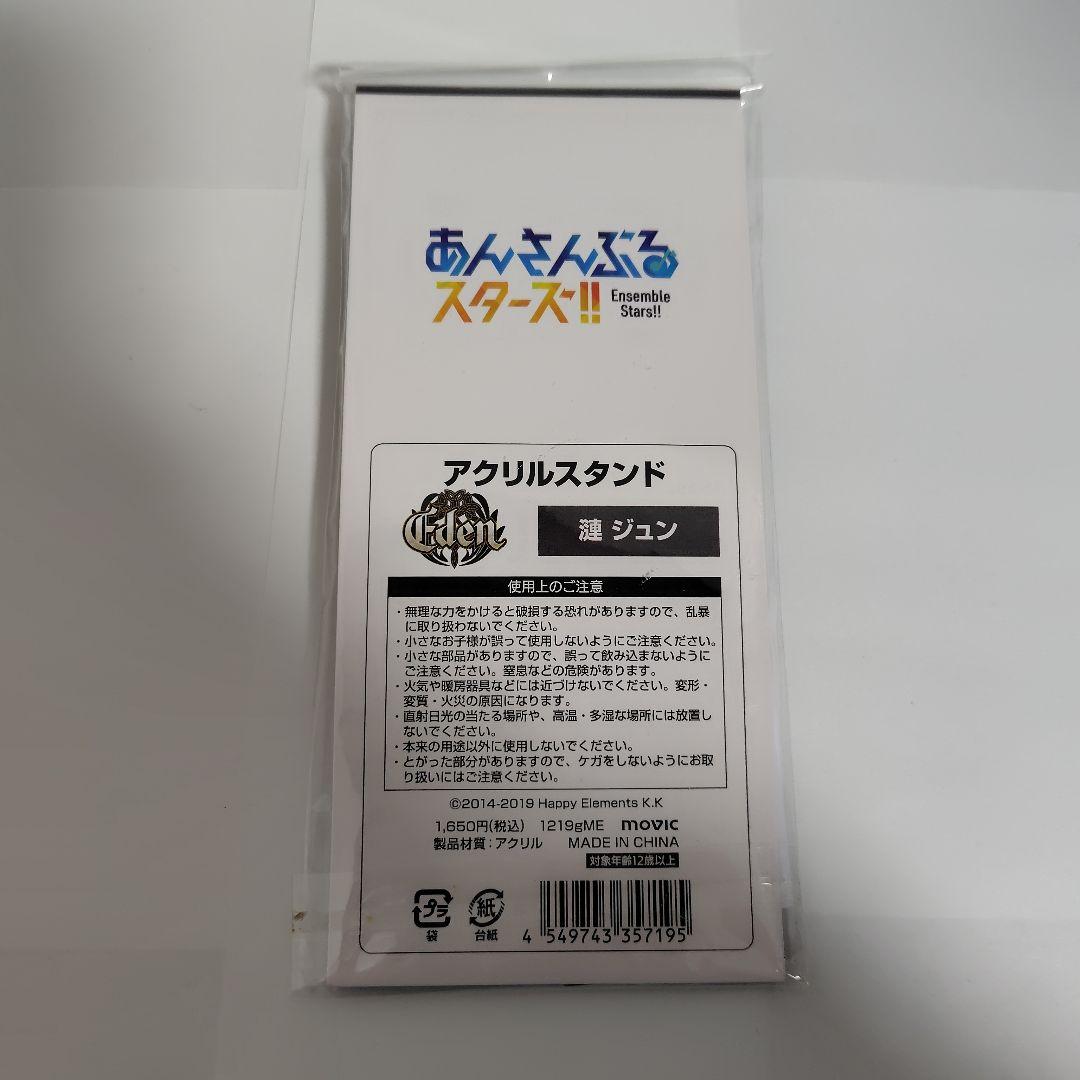 あんさんぶる
スターズ!!
Ensemble
Stars!!
アクリルスタンド
Eden
漣 ジュン
使用上のご注意
・無理な力をかけると破損する恐れがありますので、乱暴
に取り扱わないでください。
・小さなお子様が誤って使用しないようにご注意ください。
・小さな部品がありますので、誤って飲み込まないように
ご注意ください。窒息などの危険があります。
・火気や暖房器具などには近づけないでください。変形・
変質・火災の原因になります。
・直射日光の当たる場所や、高温・多湿な場所には放置し
ないでください。
・本来の用途以外に使用しないでください。
・とがった部分がありますので、ケガをしないようにお取
り扱いにはご注意ください。
©2014-2019 Happy Elements K.K
1,650円(税込) 1219gME movic
製品材質:アクリル MADE IN CHINA
対象年齢12歳以上
プラ 紙
袋 台紙 4 549743 357195